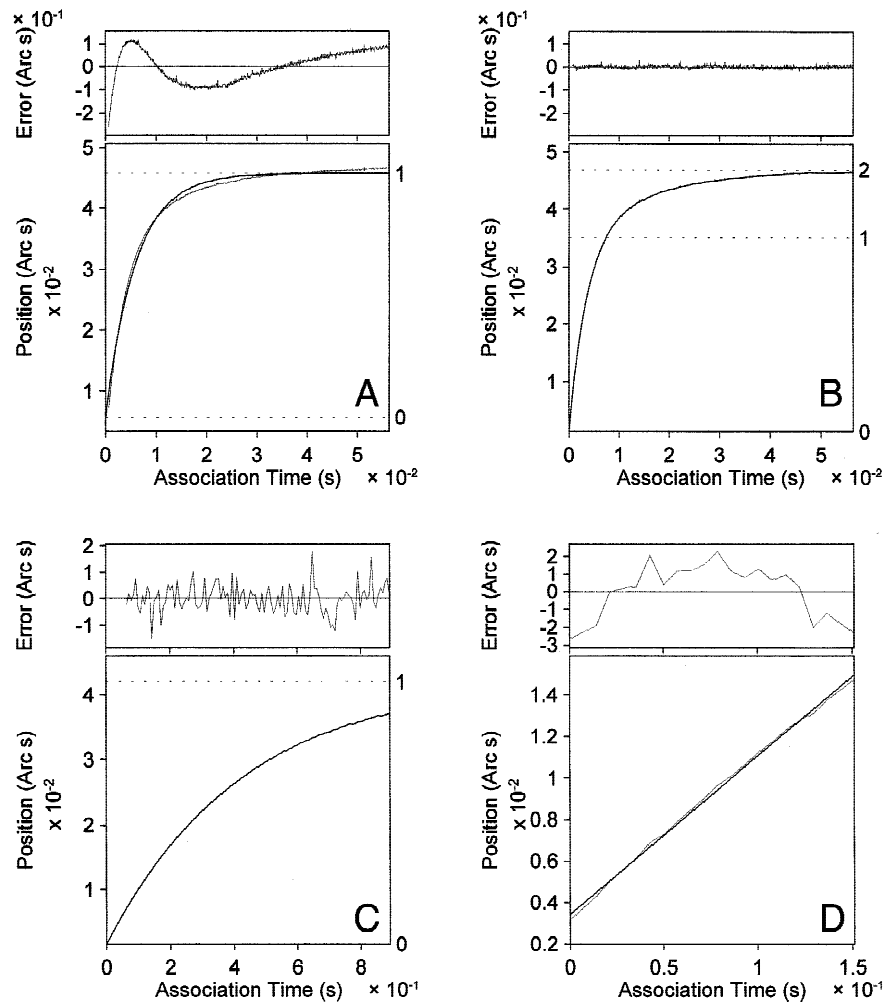 × 10⁻¹
Error (Arc s)
1
0
-1
-2
Position (Arc s)
× 10⁻²
5
4
3
2
1
1
0
A
0 1 2 3 4 5
Association Time (s) × 10⁻²
× 10⁻¹
Error (Arc s)
1
0
-1
-2
Position (Arc s)
× 10⁻²
5
4
3
2
1
2
1
0
B
0 1 2 3 4 5
Association Time (s) × 10⁻²
Error (Arc s)
2
1
0
-1
Position (Arc s)
× 10⁻²
4
3
2
1
1
0
C
0 2 4 6 8
Association Time (s) × 10⁻¹
Error (Arc s)
2
1
0
-1
-2
-3
Position (Arc s)
× 10⁻²
1.4
1.2
1
0.8
0.6
0.4
0.2
D
0 0.5 1 1.5
Association Time (s) × 10⁻¹